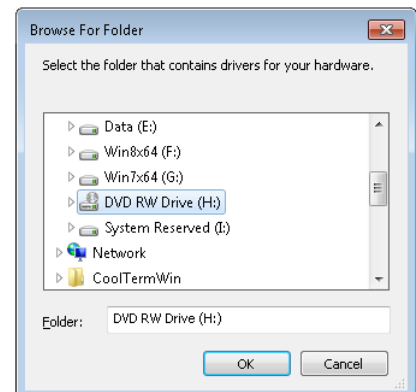 Browse For Folder
Select the folder that contains drivers for your hardware.
Data (E:)
Win8x64 (F:)
Win7x64 (G:)
DVD RW Drive (H:)
System Reserved (I:)
Network
CoolTermWin
Folder: DVD RW Drive (H:)
OK Cancel